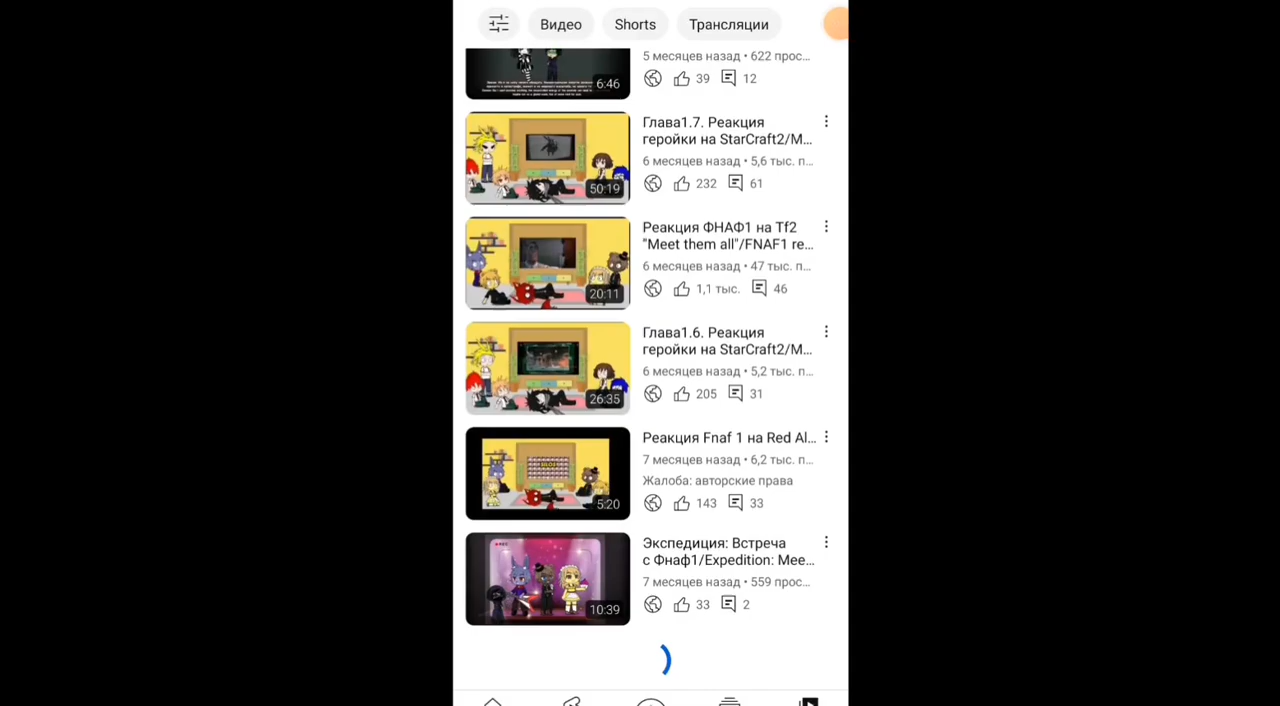 Видео
Shorts
Трансляции
5 месяцев назад • 622 прос...
6:46
39
12
Глава1.7. Реакция
геройки на StarCraft2/M...
6 месяцев назад • 5,6 тыс. п...
50:19
232
61
Реакция ФНАФ1 на Tf2
"Meet them all"/FNAF1 re...
6 месяцев назад • 47 тыс. п...
20:11
1,1 тыс.
46
Глава1.6. Реакция
геройки на StarCraft2/M...
6 месяцев назад • 5,2 тыс. п...
26:35
205
31
Реакция Fnaf 1 на Red Al...
7 месяцев назад • 6,2 тыс. п...
Жалоба: авторские права
5:20
143
33
Экспедиция: Встреча
с Фнаф1/Expedition: Mee...
7 месяцев назад • 559 прос...
10:39
33
2